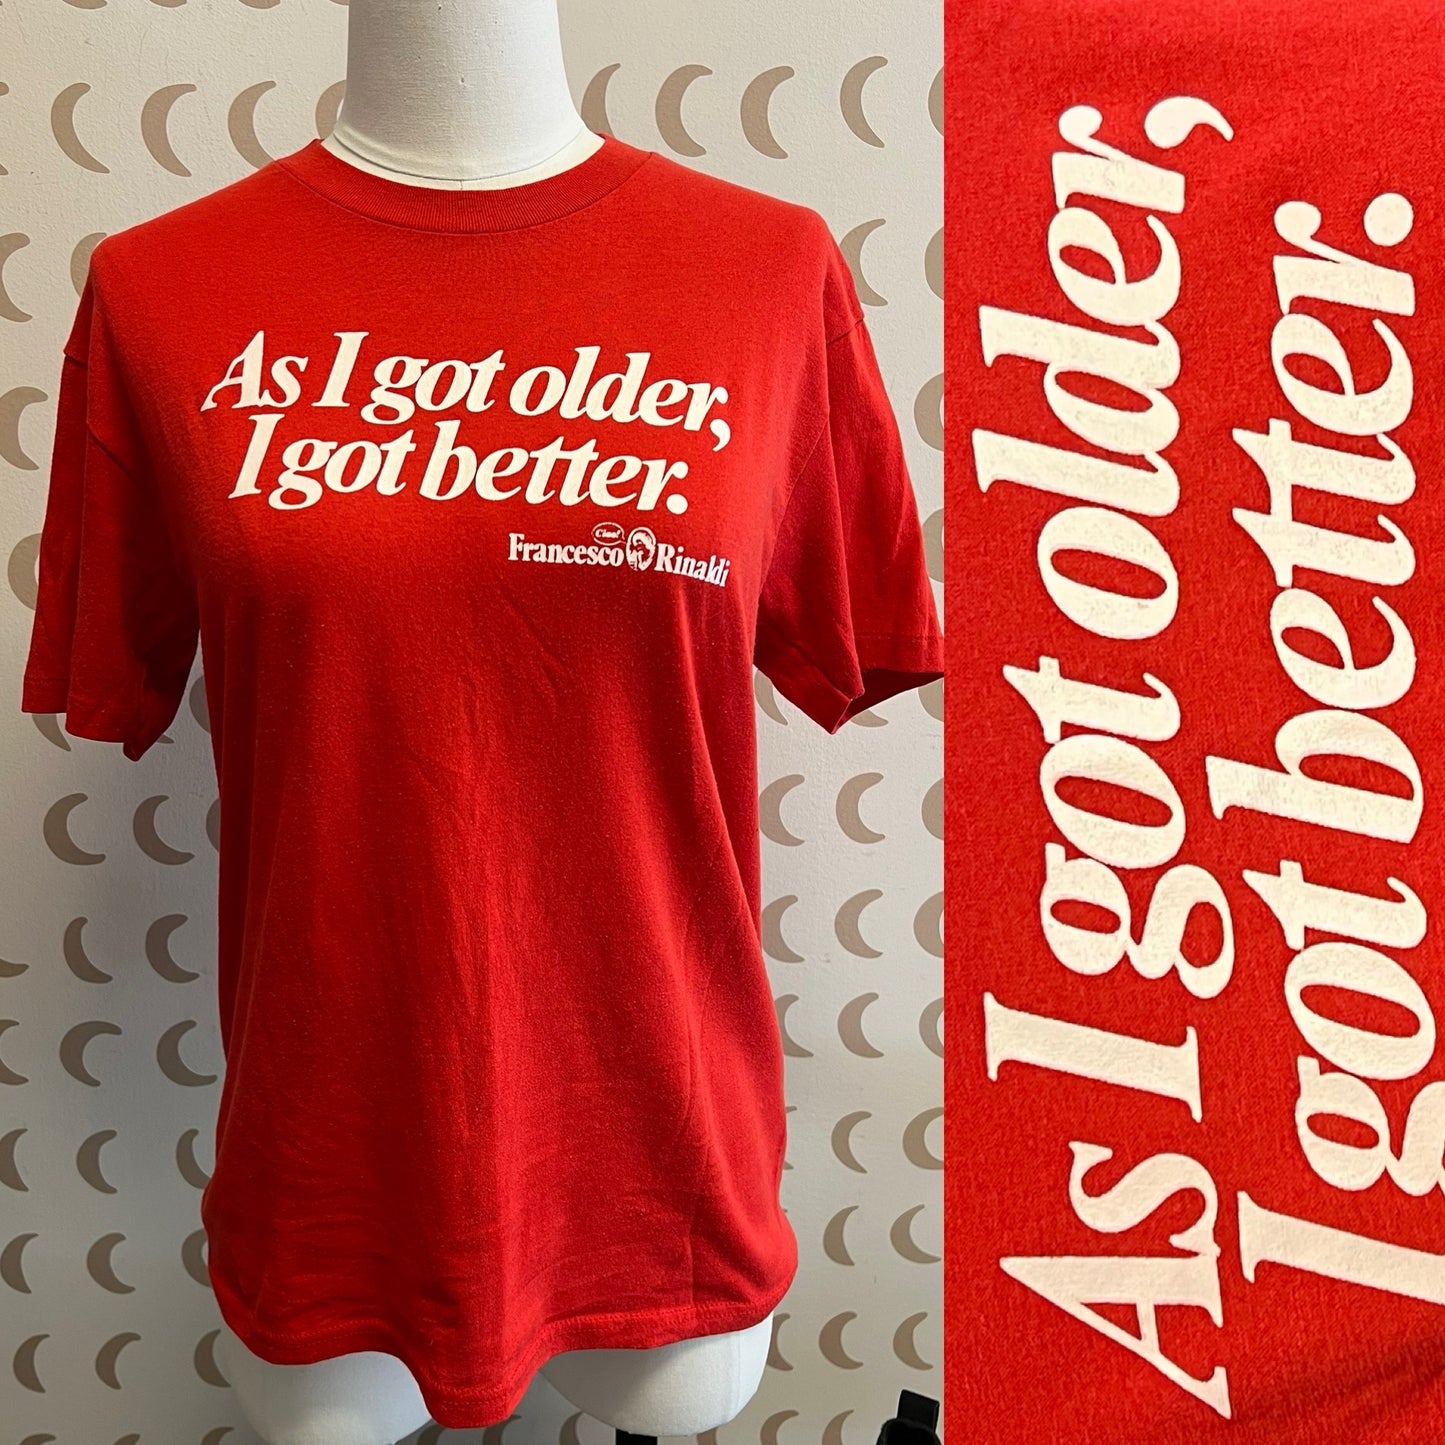 As I got older,
I got better.
Ciao!
Francesco Rinaldi
As I got older,
I got better.